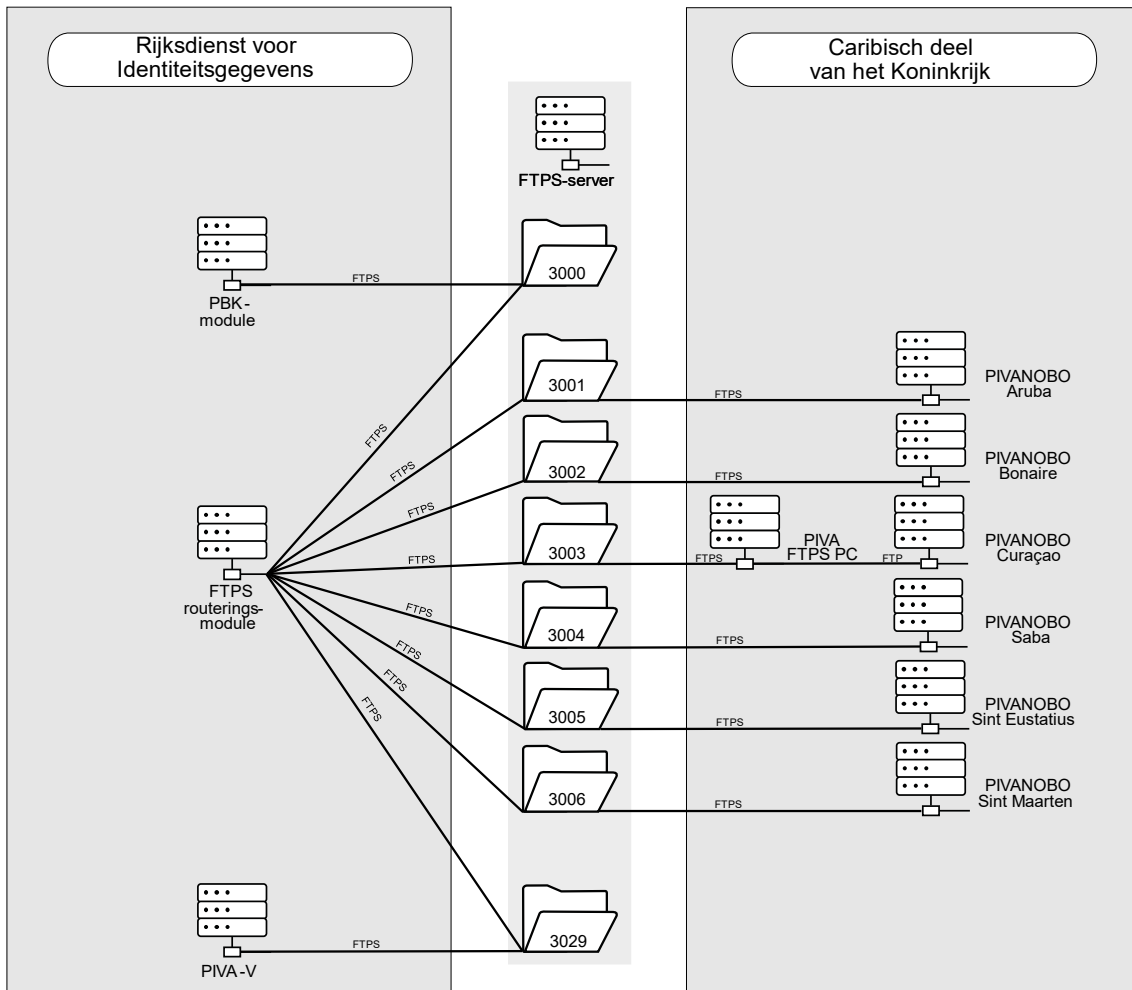 Rijksdienst voor
Identiteitsgegevens
Caribisch deel
van het Koninkrijk
FTPS-server
3000
FTPS
PBK-
module
3001
FTPS
PIVANOBO
Aruba
FTPS
FTPS
3002
FTPS
PIVANOBO
Bonaire
FTPS
3003
FTPS
FTPS
PIVA
FTPS PC
FTP
PIVANOBO
Curaçao
FTPS
routerings-
module
FTPS
3004
FTPS
PIVANOBO
Saba
FTPS
3005
FTPS
PIVANOBO
Sint Eustatius
FTPS
3006
FTPS
PIVANOBO
Sint Maarten
FTPS
3029
FTPS
PIVA-V